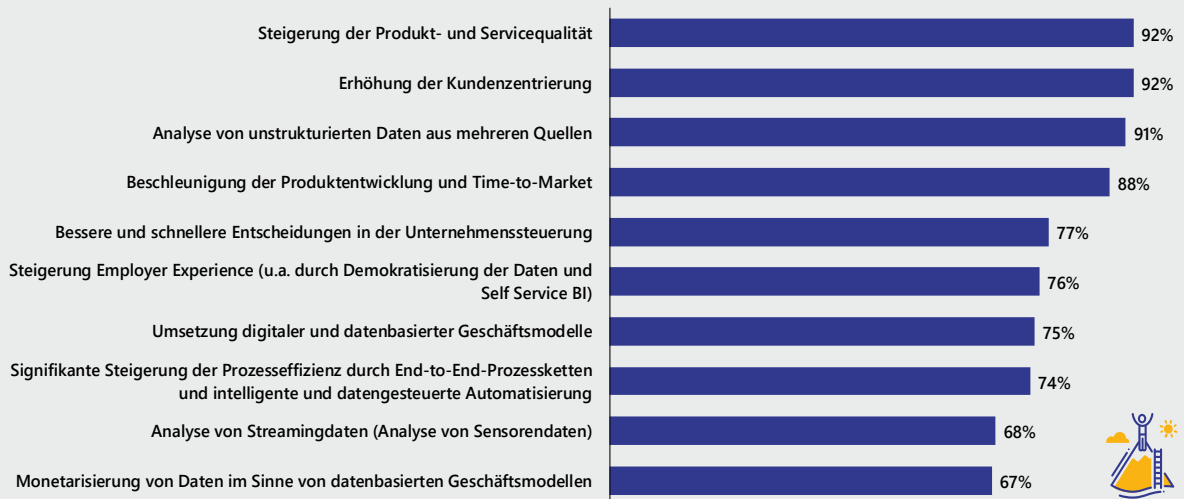 Steigerung der Produkt- und Servicequalität 92%
Erhöhung der Kundenzentrierung 92%
Analyse von unstrukturierten Daten aus mehreren Quellen 91%
Beschleunigung der Produktentwicklung und Time-to-Market 88%
Bessere und schnellere Entscheidungen in der Unternehmenssteuerung 77%
Steigerung Employer Experience (u.a. durch Demokratisierung der Daten und
Self Service BI) 76%
Umsetzung digitaler und datenbasierter Geschäftsmodelle 75%
Signifikante Steigerung der Prozesseffizienz durch End-to-End-Prozessketten
und intelligente und datengesteuerte Automatisierung 74%
Analyse von Streamingdaten (Analyse von Sensorendaten) 68%
Monetarisierung von Daten im Sinne von datenbasierten Geschäftsmodellen 67%